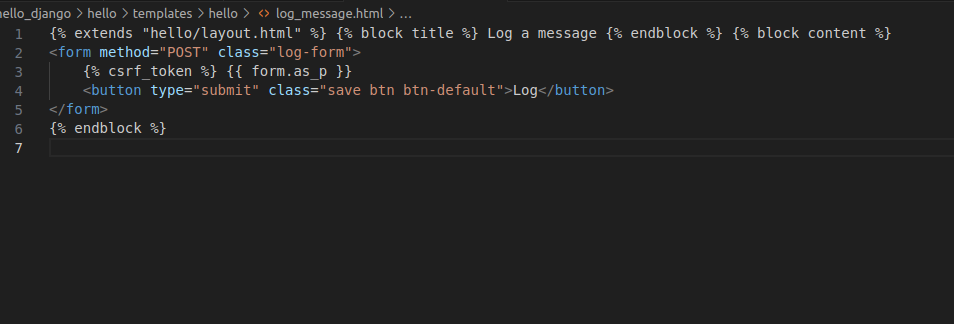 hello_django > hello > templates > hello > <> log_message.html > ...
1 {% extends "hello/layout.html" %} {% block title %} Log a message {% endblock %} {% block content %}
2 <form method="POST" class="log-form">
3     {% csrf_token %} {{ form.as_p }}
4     <button type="submit" class="save btn btn-default">Log</button>
5 </form>
6 {% endblock %}
7